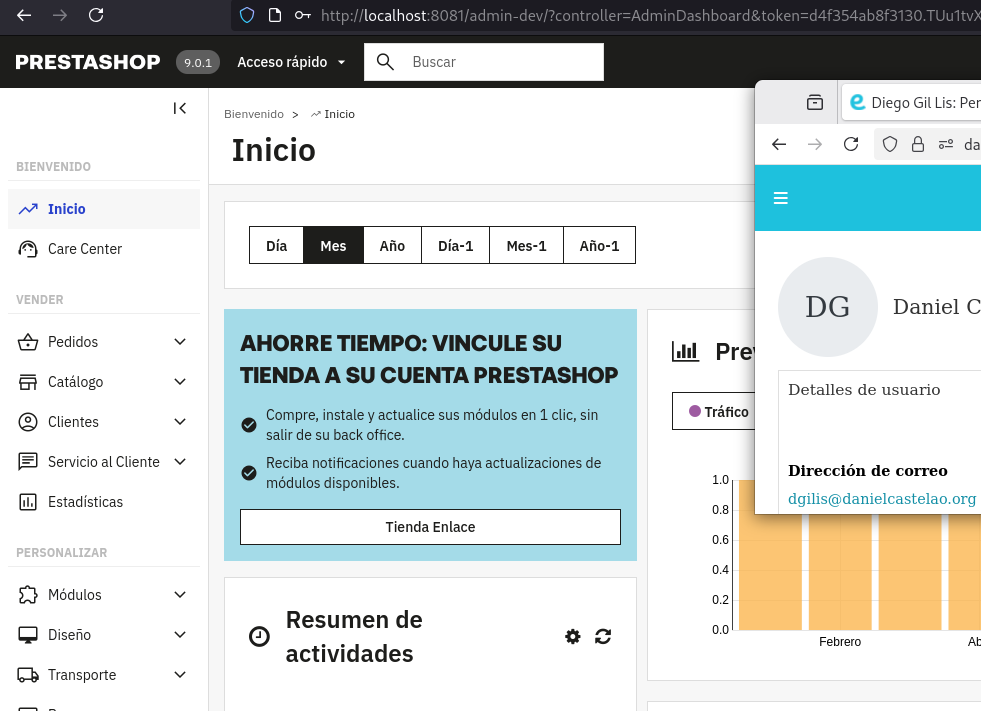 http://localhost:8081/admin-dev/?controller=AdminDashboard&token=d4f354ab8f3130.TUu1tvX
PRESTASHOP 9.0.1 Acceso rápido Buscar
Bienvenido > Inicio
Inicio
BIENVENIDO
Inicio
Care Center
VENDER
Pedidos
Catálogo
Clientes
Servicio al Cliente
Estadísticas
PERSONALIZAR
Módulos
Diseño
Transporte
Día Mes Año Día-1 Mes-1 Año-1
AHORRE TIEMPO: VINCULE SU
TIENDA A SU CUENTA PRESTASHOP
Compre, instale y actualice sus módulos en 1 clic, sin
salir de su back office.
Reciba notificaciones cuando haya actualizaciones de
módulos disponibles.
Tienda Enlace
Resumen de
actividades
Tráfico
1.0
0.8
0.6
0.4
0.2
0.0
Febrero
Diego Gil Lis: Per
DG
Daniel C
Detalles de usuario
Dirección de correo
dgilis@danielcastelao.org